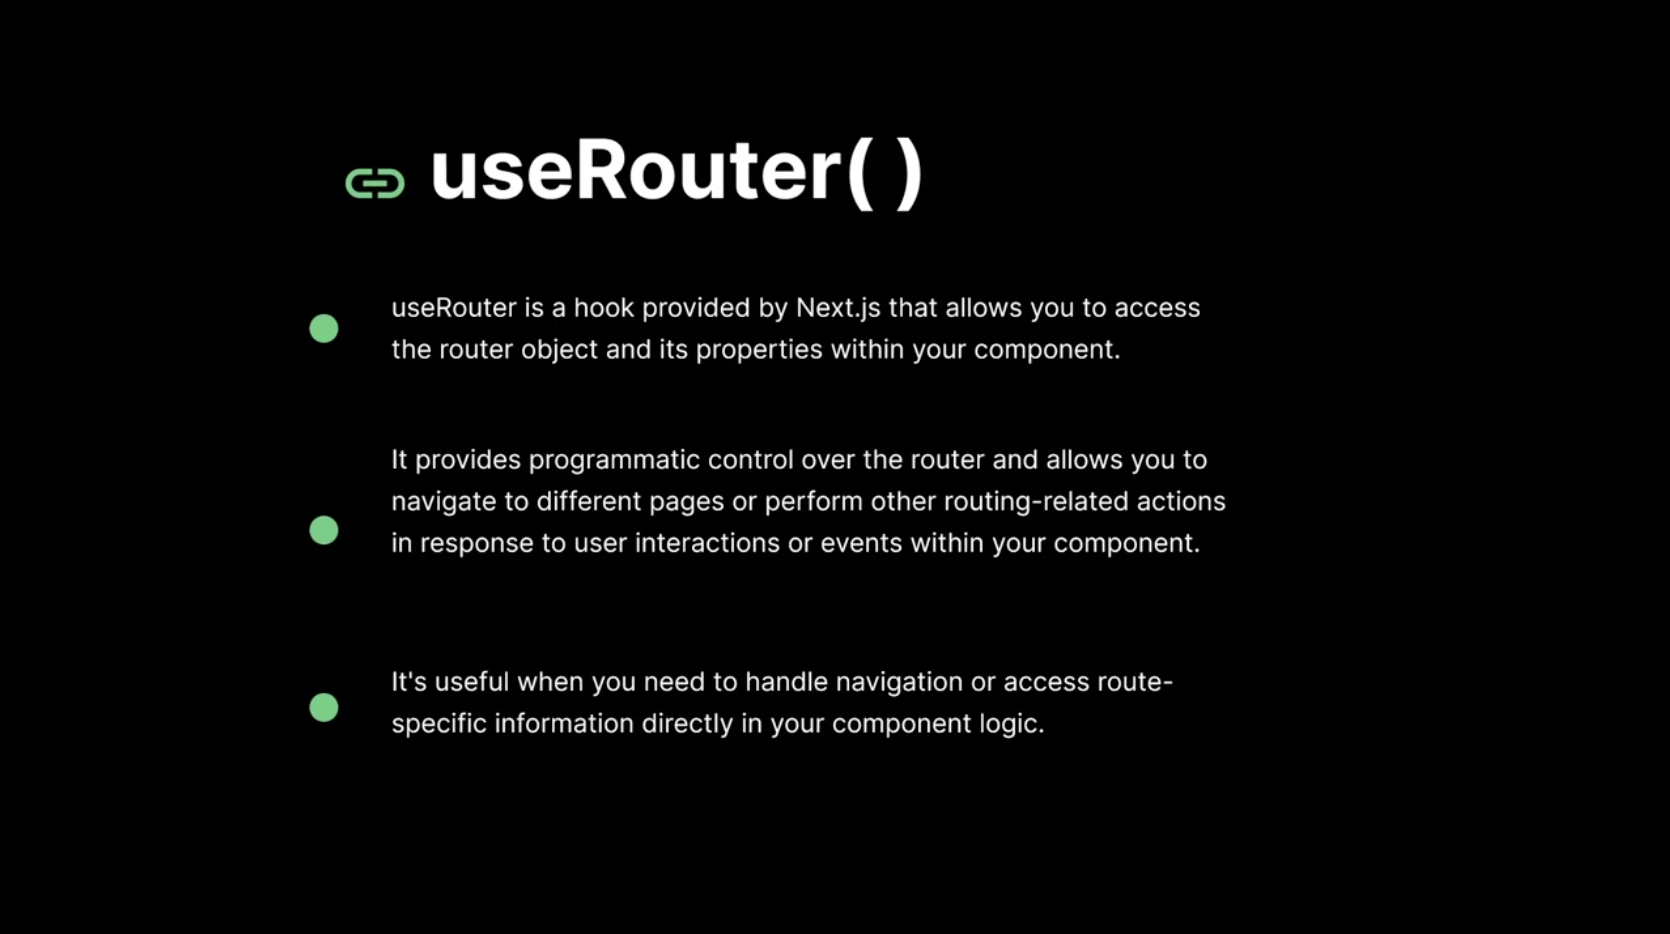 useRouter( )
useRouter is a hook provided by Next.js that allows you to access
the router object and its properties within your component.
It provides programmatic control over the router and allows you to
navigate to different pages or perform other routing-related actions
in response to user interactions or events within your component.
It's useful when you need to handle navigation or access route-
specific information directly in your component logic.